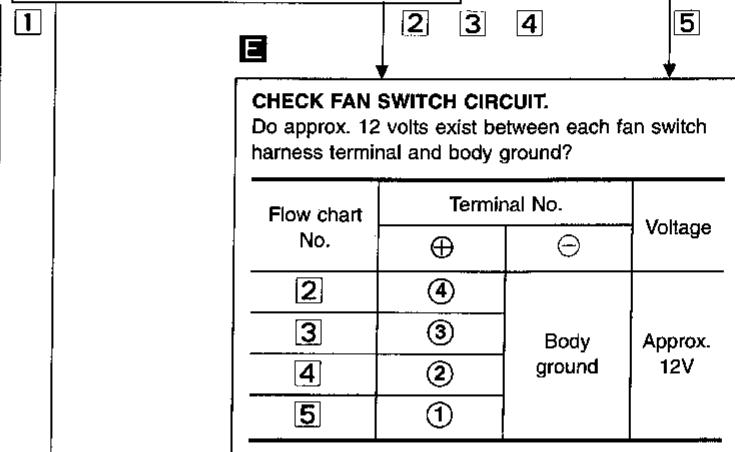 1 2 3 4 5
E
CHECK FAN SWITCH CIRCUIT.
Do approx. 12 volts exist between each fan switch
harness terminal and body ground?
Flow chart No. Terminal No. Voltage
⊕ ⊖
2 ④
3 ③
4 ②
5 ①
Body ground
Approx. 12V